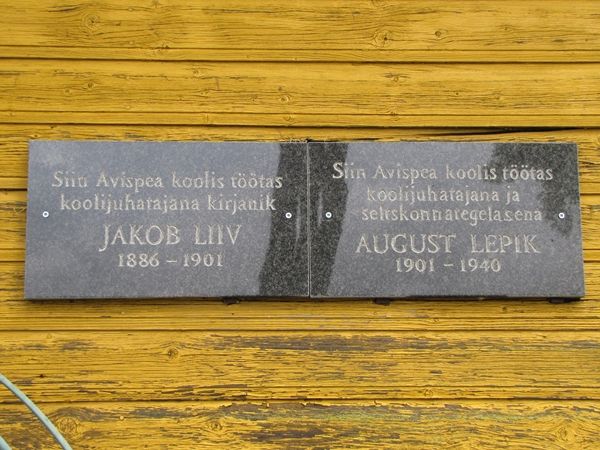 Siin Avispea koolis töötas
koolijuhatajana kirjanik
JAKOB LIIV
1886 – 1901
Siin Avispea koolis töötas
koolijuhatajana ja
seltskonnategelasena
AUGUST LEPIK
1901 – 1940